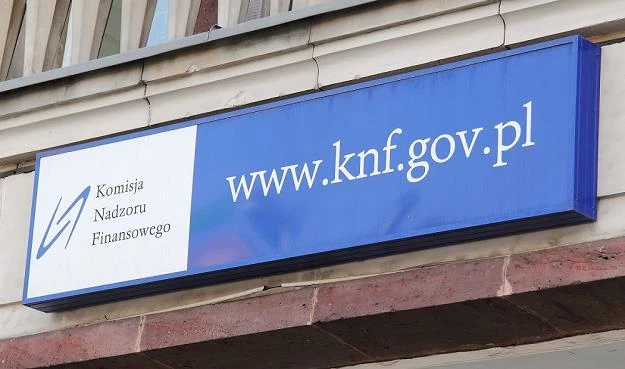 Komisja
Nadzoru
Finansowego
www.knf.gov.pl